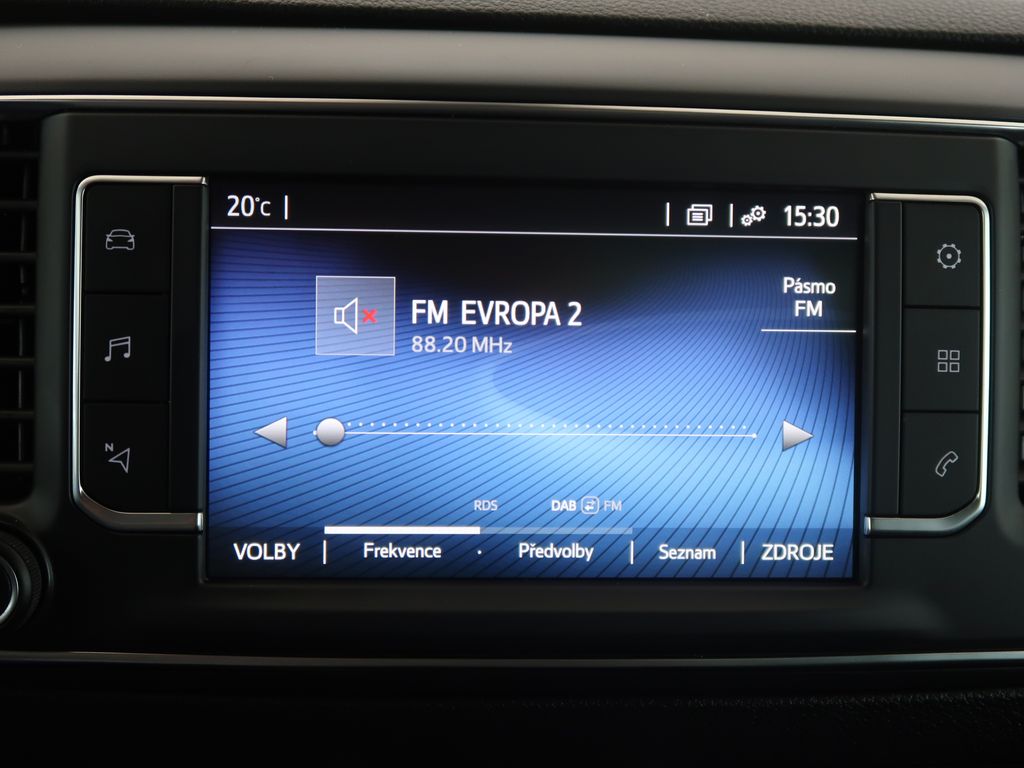 20°C
15:30
Pásmo
FM
FM EVROPA 2
88.20 MHz
N
RDS DAB FM
VOLBY Frekvence · Předvolby Seznam ZDROJE